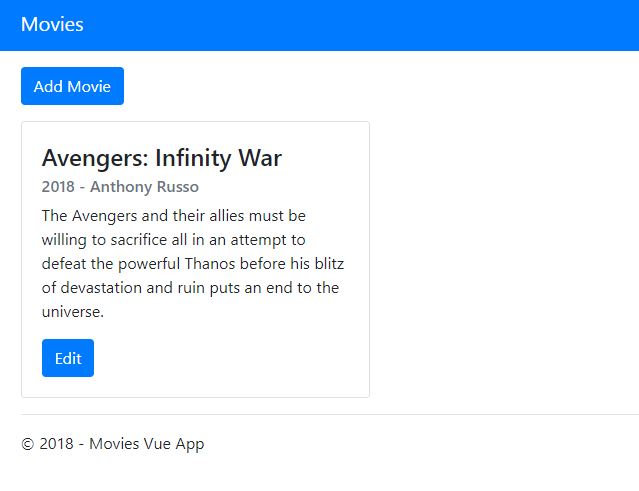 Movies
Add Movie
Avengers: Infinity War
2018 - Anthony Russo
The Avengers and their allies must be
willing to sacrifice all in an attempt to
defeat the powerful Thanos before his blitz
of devastation and ruin puts an end to the
universe.
Edit
© 2018 - Movies Vue App